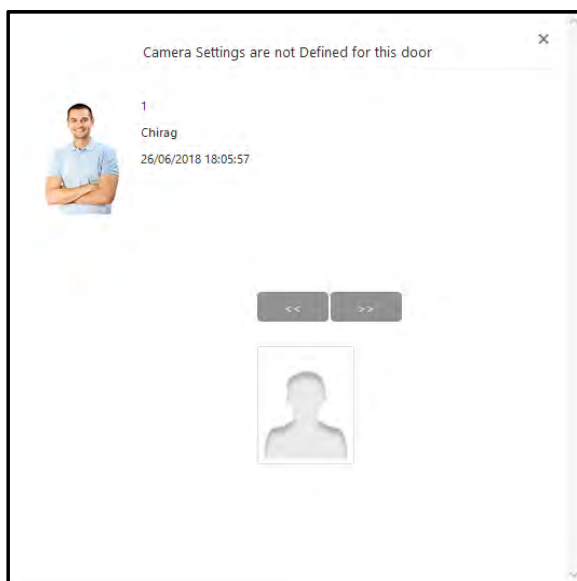 ×
Camera Settings are not Defined for this door
1
Chirag
26/06/2018 18:05:57
<< >>